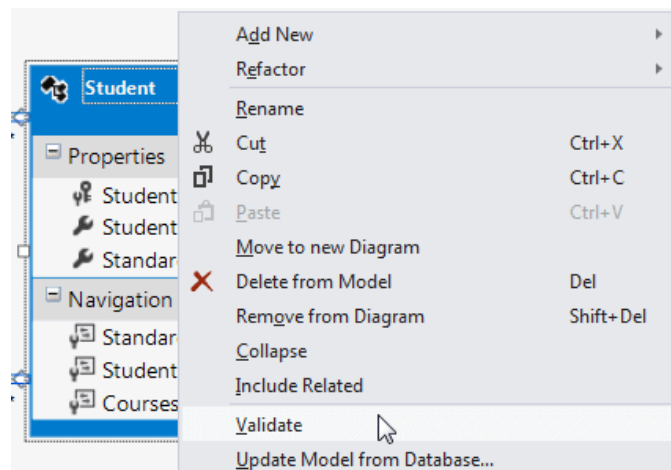 Student
Properties
Student
Student
Standar
Navigation
Standar
Student
Courses
Add New
Refactor
Rename
Cut Ctrl+X
Copy Ctrl+C
Paste Ctrl+V
Move to new Diagram
Delete from Model Del
Remove from Diagram Shift+Del
Collapse
Include Related
Validate
Update Model from Database...